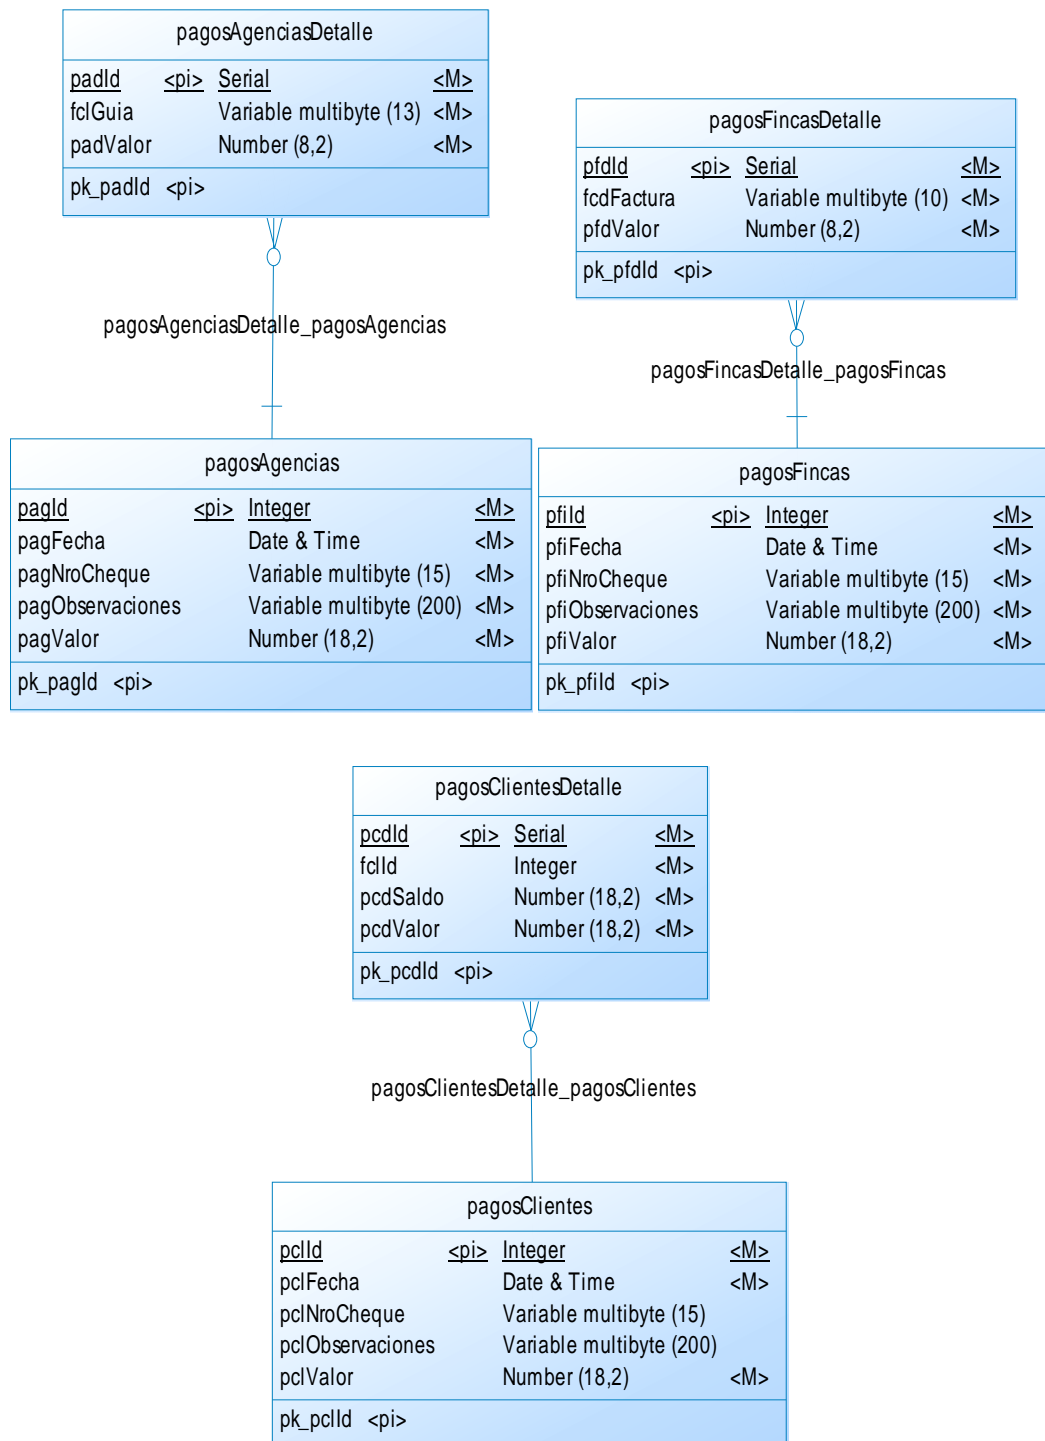 pagosAgenciasDetalle
padId <pi> Serial <M>
fclGuia Variable multibyte (13) <M>
padValor Number (8,2) <M>
pk_padId <pi>
pagosFincasDetalle
pfdId <pi> Serial <M>
fcdFactura Variable multibyte (10) <M>
pfdValor Number (8,2) <M>
pk_pfdId <pi>
pagosAgenciasDetalle_pagosAgencias
pagosFincasDetalle_pagosFincas
pagosAgencias
pagId <pi> Integer <M>
pagFecha Date & Time <M>
pagNroCheque Variable multibyte (15) <M>
pagObservaciones Variable multibyte (200) <M>
pagValor Number (18,2) <M>
pk_pagId <pi>
pagosFincas
pfiId <pi> Integer <M>
pfiFecha Date & Time <M>
pfiNroCheque Variable multibyte (15) <M>
pfiObservaciones Variable multibyte (200) <M>
pfiValor Number (18,2) <M>
pk_pfiId <pi>
pagosClientesDetalle
pcdId <pi> Serial <M>
fclId Integer <M>
pcdSaldo Number (18,2) <M>
pcdValor Number (18,2) <M>
pk_pcdId <pi>
pagosClientesDetalle_pagosClientes
pagosClientes
pclId <pi> Integer <M>
pclFecha Date & Time <M>
pclNroCheque Variable multibyte (15)
pclObservaciones Variable multibyte (200)
pclValor Number (18,2) <M>
pk_pclId <pi>